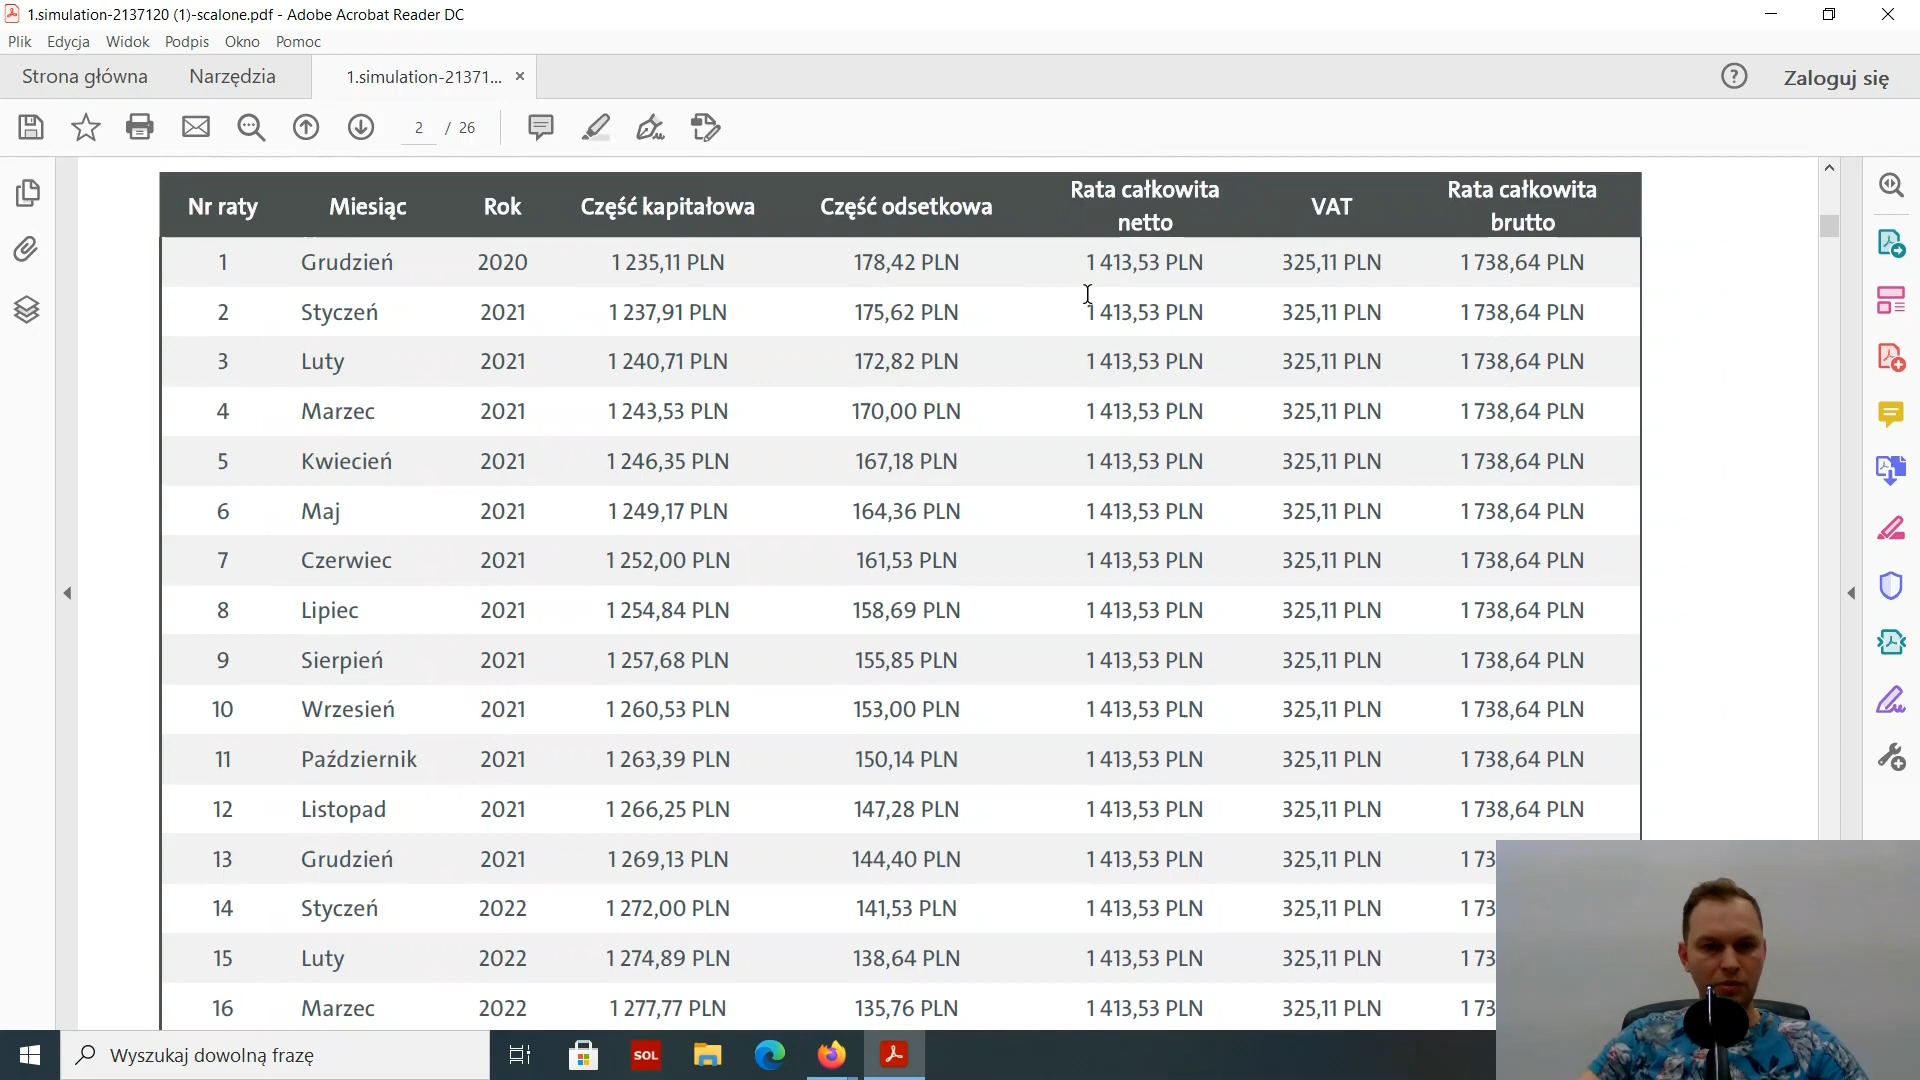 1.simulation-2137120 (1)-scalone.pdf - Adobe Acrobat Reader DC
Plik Edycja Widok Podpis Okno Pomoc
Strona główna Narzędzia 1.simulation-21371... × Zaloguj się
2 / 26
Nr raty Miesiąc Rok Część kapitałowa Część odsetkowa Rata całkowita netto VAT Rata całkowita brutto
1 Grudzień 2020 1 235,11 PLN 178,42 PLN 1 413,53 PLN 325,11 PLN 1 738,64 PLN
2 Styczeń 2021 1 237,91 PLN 175,62 PLN 1 413,53 PLN 325,11 PLN 1 738,64 PLN
3 Luty 2021 1 240,71 PLN 172,82 PLN 1 413,53 PLN 325,11 PLN 1 738,64 PLN
4 Marzec 2021 1 243,53 PLN 170,00 PLN 1 413,53 PLN 325,11 PLN 1 738,64 PLN
5 Kwiecień 2021 1 246,35 PLN 167,18 PLN 1 413,53 PLN 325,11 PLN 1 738,64 PLN
6 Maj 2021 1 249,17 PLN 164,36 PLN 1 413,53 PLN 325,11 PLN 1 738,64 PLN
7 Czerwiec 2021 1 252,00 PLN 161,53 PLN 1 413,53 PLN 325,11 PLN 1 738,64 PLN
8 Lipiec 2021 1 254,84 PLN 158,69 PLN 1 413,53 PLN 325,11 PLN 1 738,64 PLN
9 Sierpień 2021 1 257,68 PLN 155,85 PLN 1 413,53 PLN 325,11 PLN 1 738,64 PLN
10 Wrzesień 2021 1 260,53 PLN 153,00 PLN 1 413,53 PLN 325,11 PLN 1 738,64 PLN
11 Październik 2021 1 263,39 PLN 150,14 PLN 1 413,53 PLN 325,11 PLN 1 738,64 PLN
12 Listopad 2021 1 266,25 PLN 147,28 PLN 1 413,53 PLN 325,11 PLN 1 738,64 PLN
13 Grudzień 2021 1 269,13 PLN 144,40 PLN 1 413,53 PLN 325,11 PLN 1 73
14 Styczeń 2022 1 272,00 PLN 141,53 PLN 1 413,53 PLN 325,11 PLN 1 73
15 Luty 2022 1 274,89 PLN 138,64 PLN 1 413,53 PLN 325,11 PLN 1 73
16 Marzec 2022 1 277,77 PLN 135,76 PLN 1 413,53 PLN 325,11 PLN 1 73
Wyszukaj dowolną frazę SOL